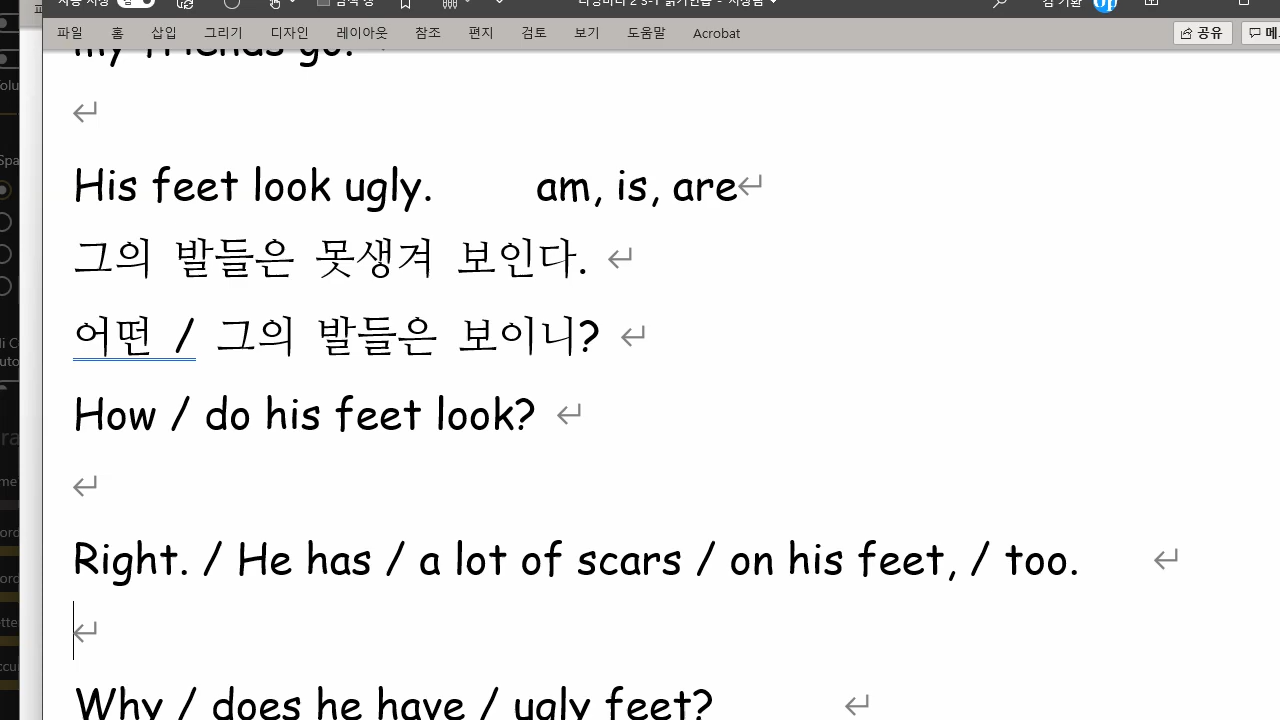 파일 홈 삽입 그리기 디자인 레이아웃 참조 편지 검토 보기 도움말 Acrobat 공유
my friends go.
His feet look ugly. am, is, are
그의 발들은 못생겨 보인다.
어떤 / 그의 발들은 보이니?
How / do his feet look?
Right. / He has / a lot of scars / on his feet, / too.
Why / does he have / ugly feet?